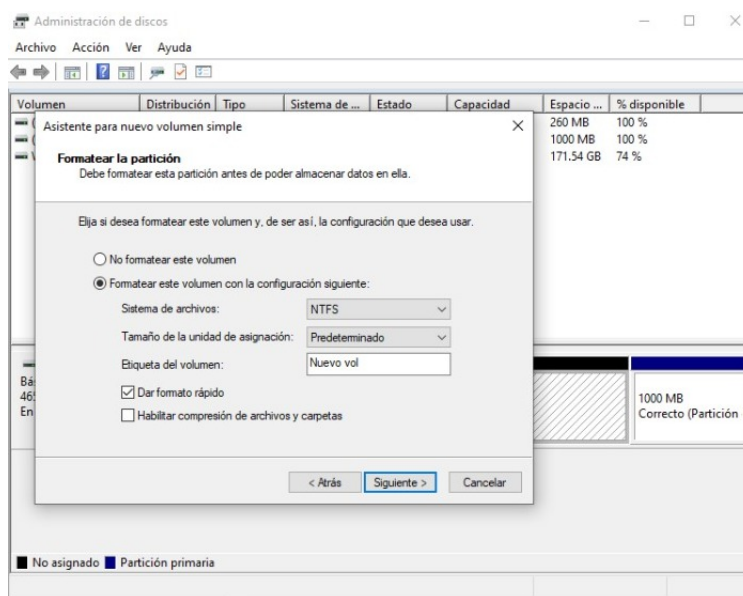 Administración de discos
Archivo Acción Ver Ayuda
Volumen Distribución Tipo Sistema de ... Estado Capacidad Espacio ... % disponible
260 MB 100 %
1000 MB 100 %
171.54 GB 74 %
Asistente para nuevo volumen simple
Formatear la partición
Debe formatear esta partición antes de poder almacenar datos en ella.
Elija si desea formatear este volumen y, de ser así, la configuración que desea usar.
No formatear este volumen
Formatear este volumen con la configuración siguiente:
Sistema de archivos: NTFS
Tamaño de la unidad de asignación: Predeterminado
Etiqueta del volumen: Nuevo vol
Dar formato rápido
Habilitar compresión de archivos y carpetas
< Atrás Siguiente > Cancelar
Bá
465
En
1000 MB
Correcto (Partición
No asignado Partición primaria